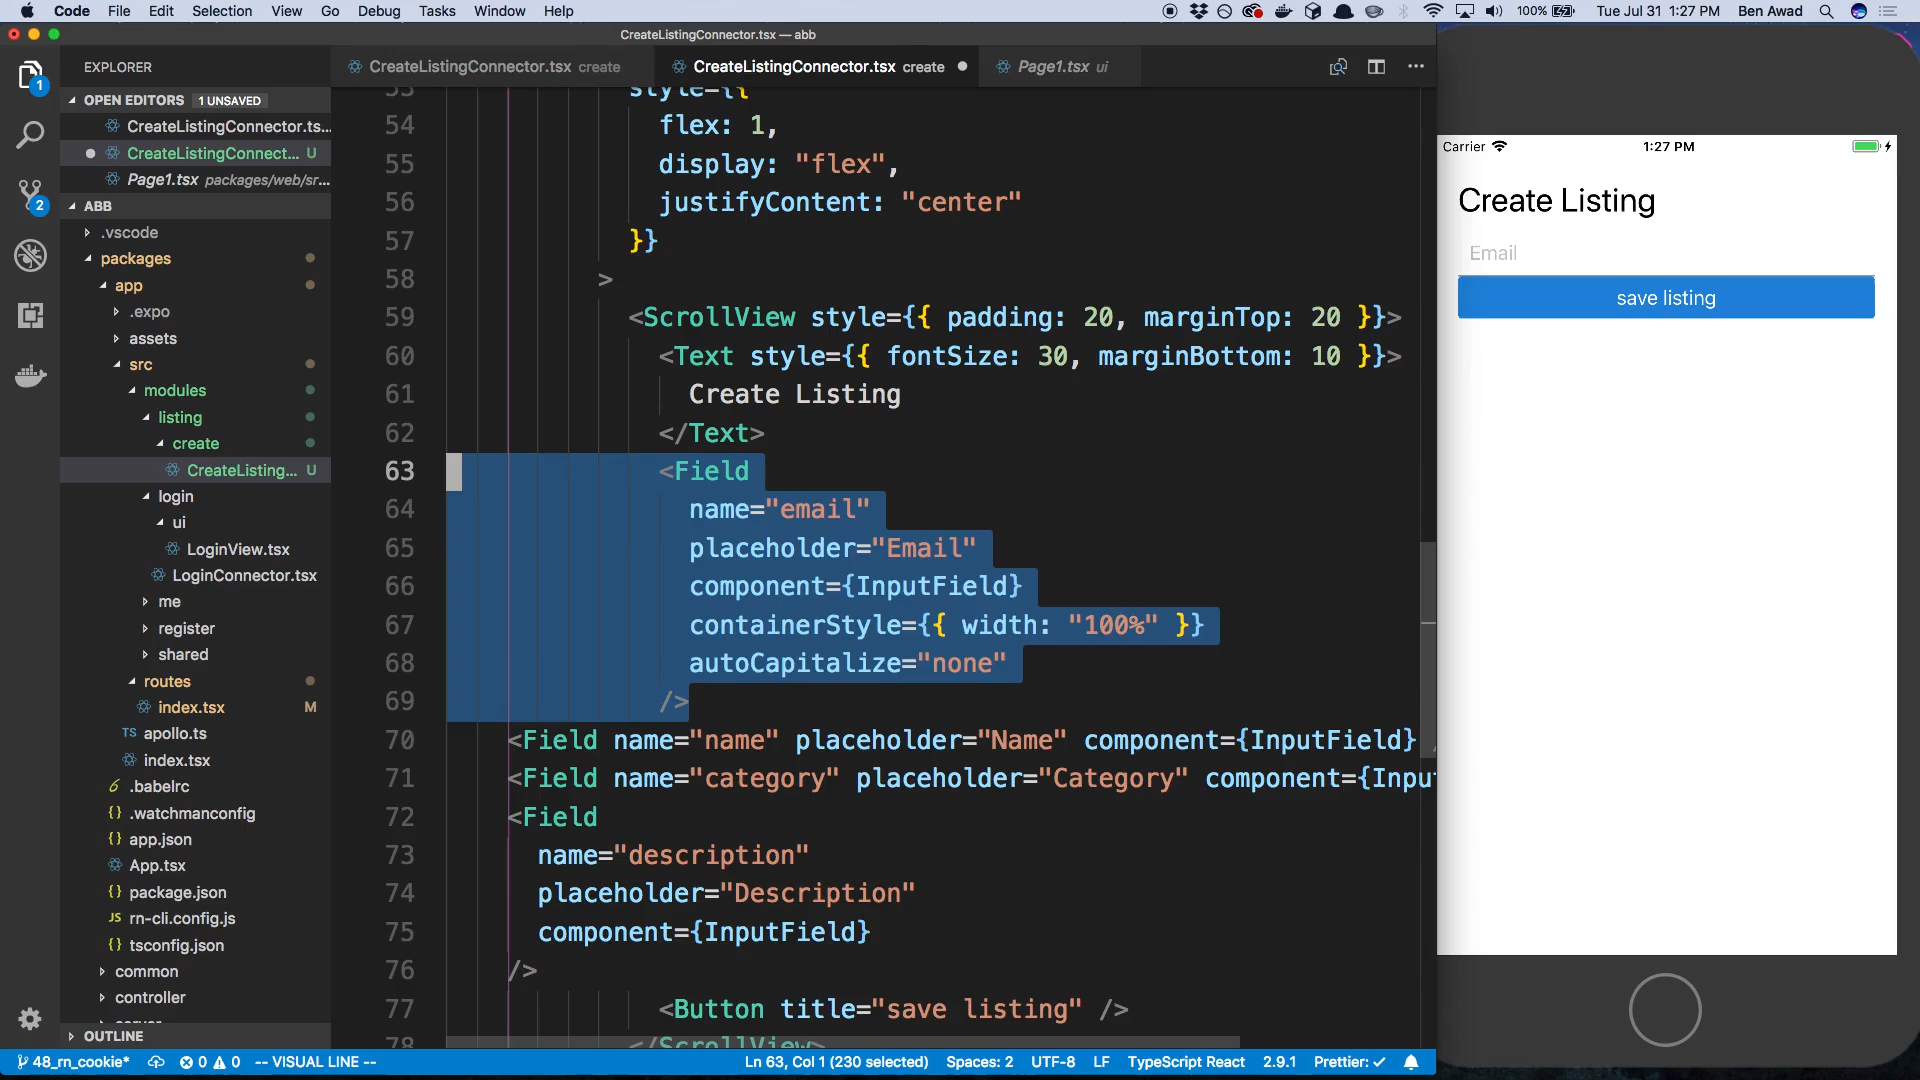 Code File Edit Selection View Go Debug Tasks Window Help 100% Tue Jul 31 1:27 PM Ben Awad
CreateListingConnector.tsx — abb
EXPLORER
CreateListingConnector.tsx create
CreateListingConnector.tsx create
Page1.tsx ui
OPEN EDITORS 1 UNSAVED
CreateListingConnector.ts...
CreateListingConnect... U
Page1.tsx packages/web/sr...
ABB
.vscode
packages
app
.expo
assets
src
modules
listing
create
CreateListing... U
login
ui
LoginView.tsx
LoginConnector.tsx
me
register
shared
routes
index.tsx M
TS apollo.ts
index.tsx
.babelrc
{} .watchmanconfig
{} app.json
App.tsx
{} package.json
JS rn-cli.config.js
{} tsconfig.json
common
controller
server
OUTLINE
1
2
53 style={{
54 flex: 1,
55 display: "flex",
56 justifyContent: "center"
57 }}
58 >
59 <ScrollView style={{ padding: 20, marginTop: 20 }}>
60 <Text style={{ fontSize: 30, marginBottom: 10 }}>
61 Create Listing
62 </Text>
63 <Field
64 name="email"
65 placeholder="Email"
66 component={InputField}
67 containerStyle={{ width: "100%" }}
68 autoCapitalize="none"
69 />
70 <Field name="name" placeholder="Name" component={InputField} /
71 <Field name="category" placeholder="Category" component={Inpu
72 <Field
73 name="description"
74 placeholder="Description"
75 component={InputField}
76 />
77 <Button title="save listing" />
78 </ScrollView>
48_rn_cookie* 0 0 -- VISUAL LINE -- Ln 63, Col 1 (230 selected) Spaces: 2 UTF-8 LF TypeScript React 2.9.1 Prettier: ✓
Carrier 1:27 PM
Create Listing
Email
save listing